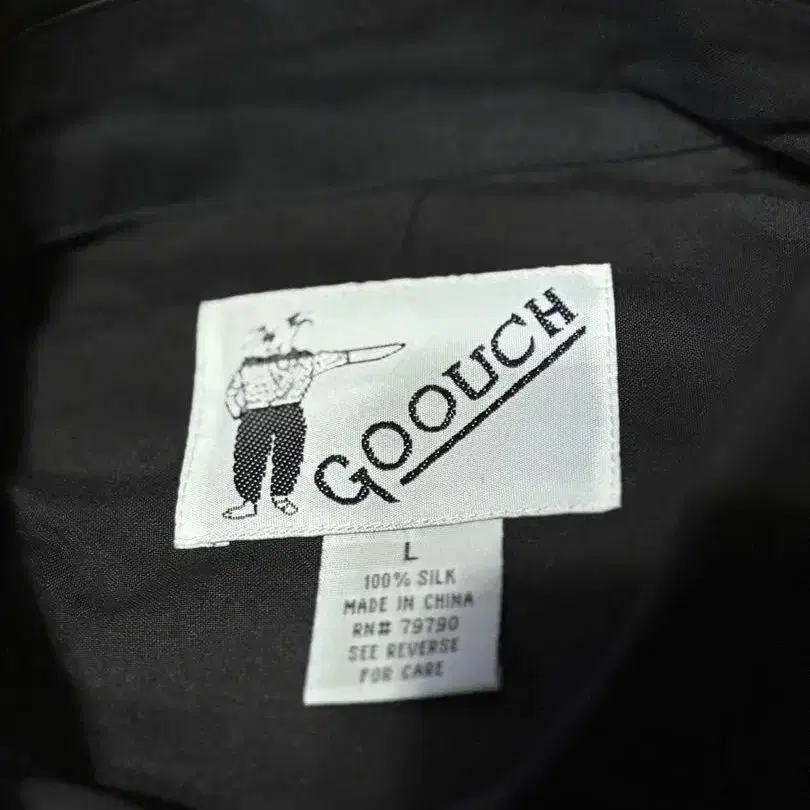 GOOUCH
L
100% SILK
MADE IN CHINA
RN# 79790
SEE REVERSE
FOR CARE